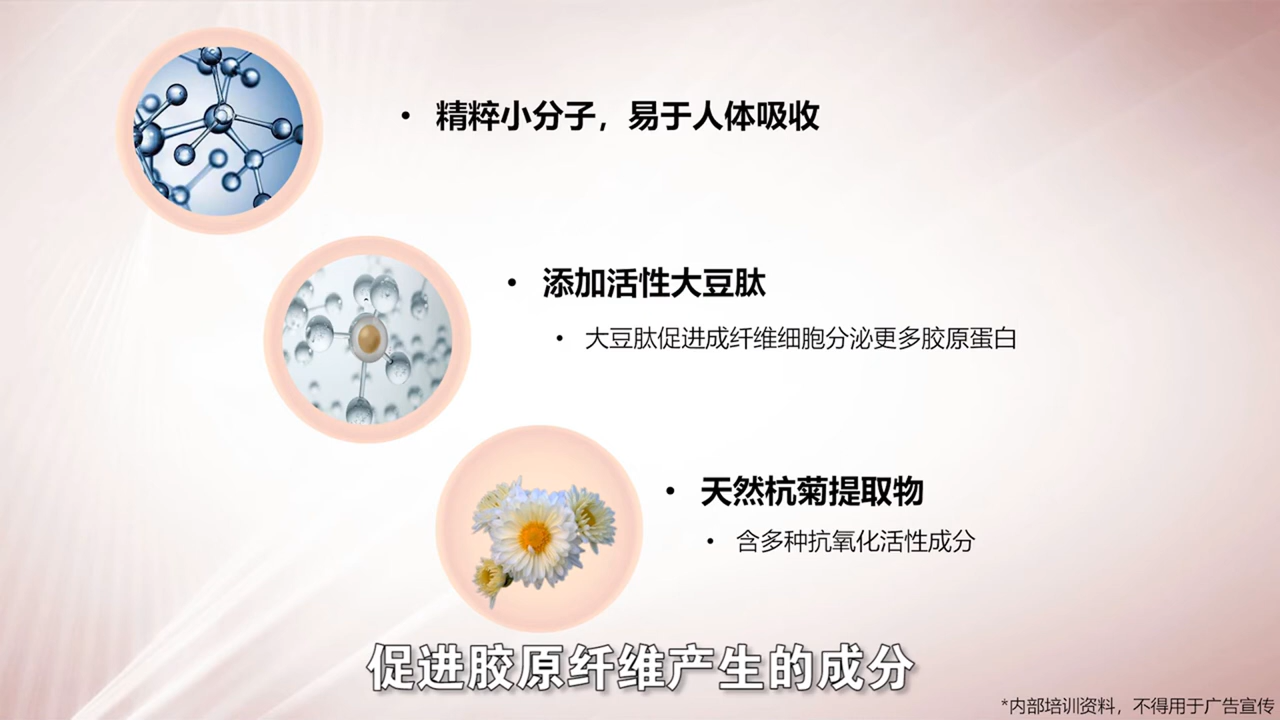 • 精粹小分子，易于人体吸收
• 添加活性大豆肽
• 大豆肽促进成纤维细胞分泌更多胶原蛋白
• 天然杭菊提取物
• 含多种抗氧化活性成分
促进胶原纤维产生的成分
*内部培训资料，不得用于广告宣传